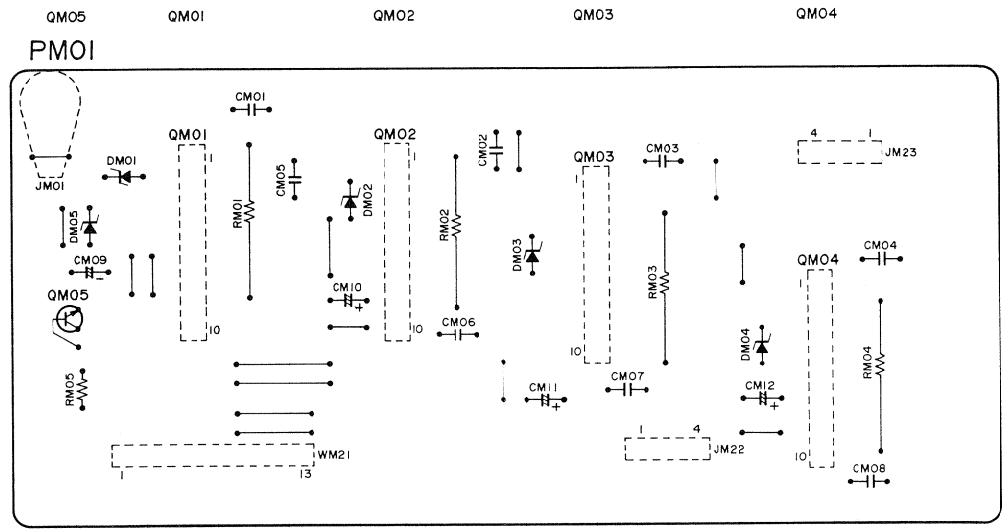 QM05 QM01 QM02 QM03 QM04
PM01
CM01
QM01 1
QM02 1
CM02
QM03 1
CM03
4 1
JM23
DM01
JM01
CM05
DM02
DM05
RM01
RM02
DM03
RM03
CM04
CM09 -
QM04 1
CM10 +
QM05
10
10
CM06
DM04
RM04
10
RM05
CM07
CM11 +
CM12 +
1 4
JM22
WM21
1 13
10
CM08